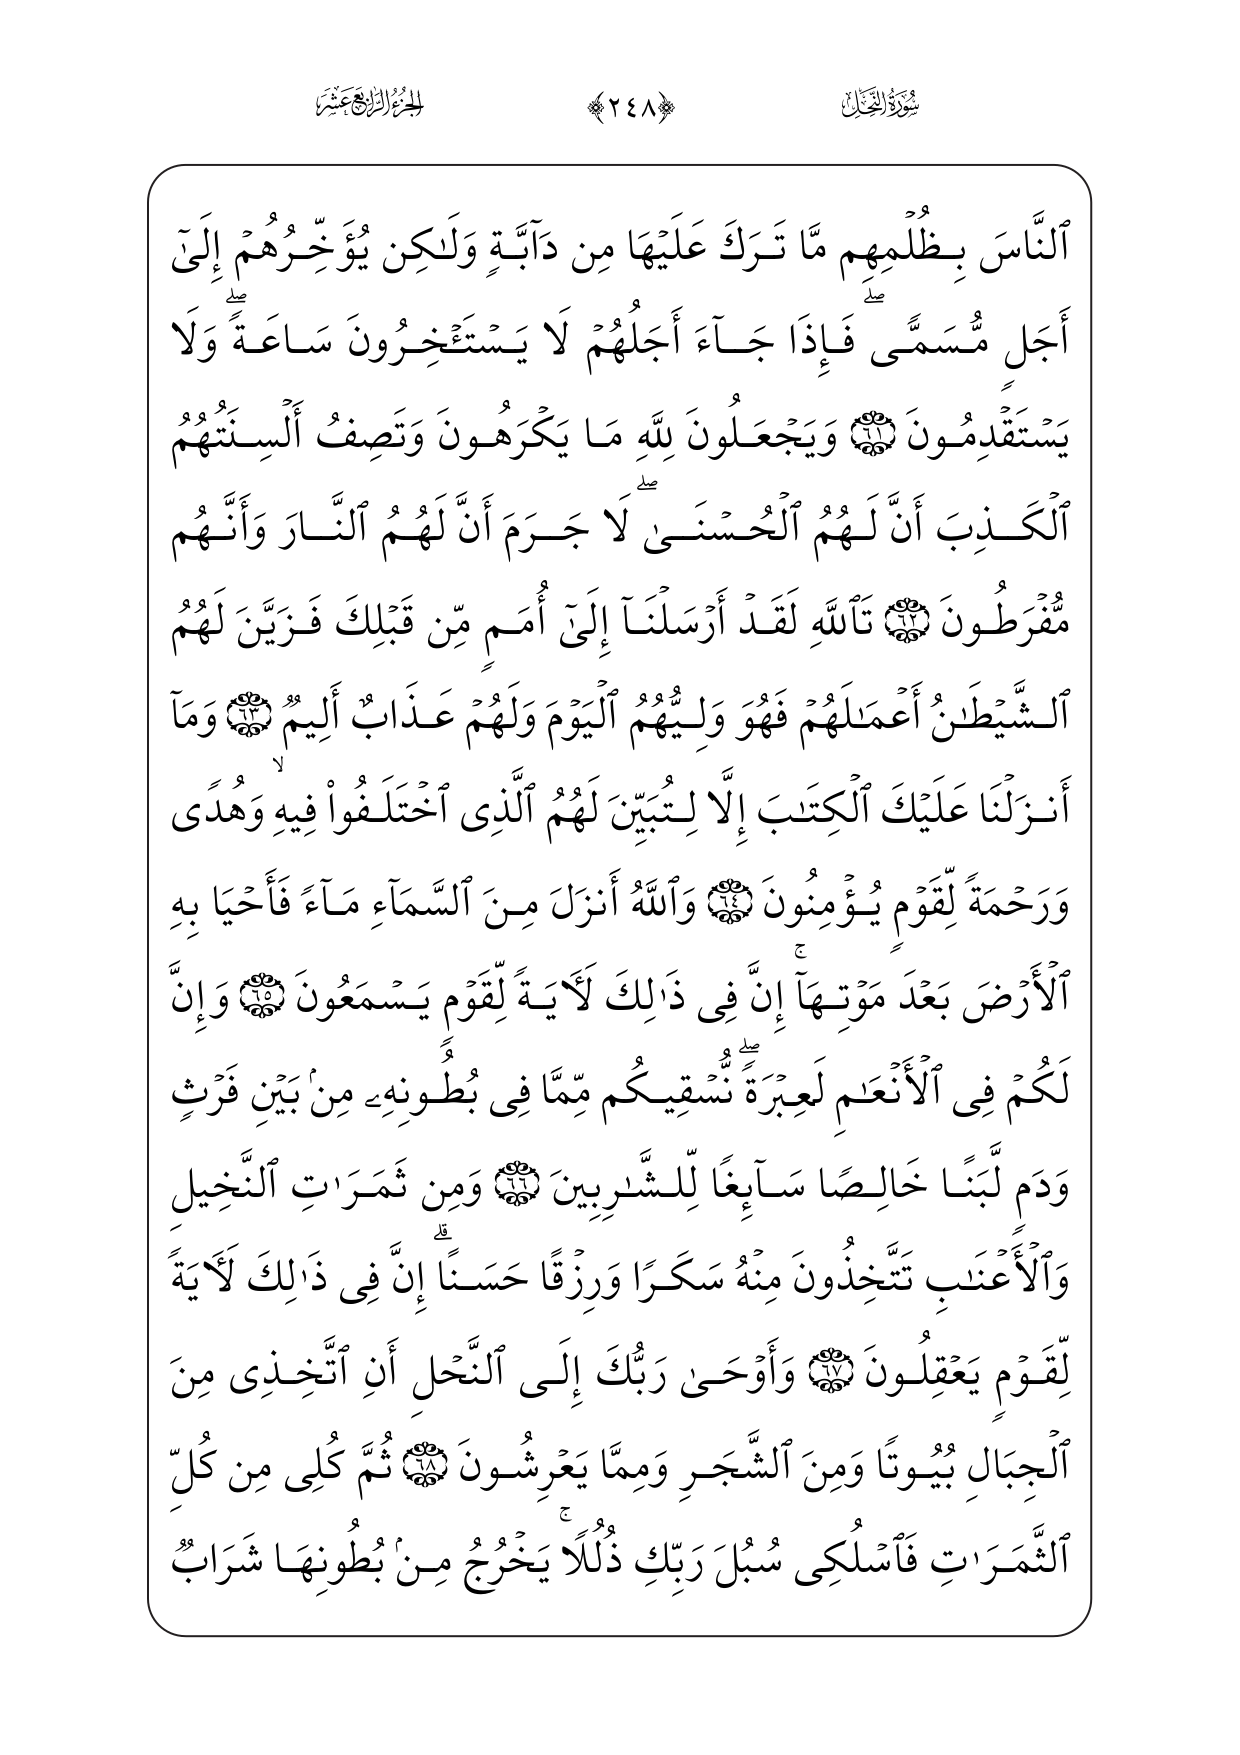 سُورَةُ النَّحۡلِ ﴿٢٤٨﴾ الجُزۡءُ الرَّابِعَ عَشَرَ
ٱلنَّاسَ بِظُلۡمِهِم مَّا تَرَكَ عَلَيۡهَا مِن دَآبَّةٖ وَلَٰكِن يُؤَخِّرُهُمۡ إِلَىٰٓ
أَجَلٖ مُّسَمّٗىۖ فَإِذَا جَآءَ أَجَلُهُمۡ لَا يَسۡتَـٔۡخِرُونَ سَاعَةٗۖ وَلَا
يَسۡتَقۡدِمُونَ ٦١ وَيَجۡعَلُونَ لِلَّهِ مَا يَكۡرَهُونَ وَتَصِفُ أَلۡسِنَتُهُمُ
ٱلۡكَذِبَ أَنَّ لَهُمُ ٱلۡحُسۡنَىٰۖ لَا جَرَمَ أَنَّ لَهُمُ ٱلنَّارَ وَأَنَّهُم
مُّفۡرَطُونَ ٦٢ تَٱللَّهِ لَقَدۡ أَرۡسَلۡنَآ إِلَىٰٓ أُمَمٖ مِّن قَبۡلِكَ فَزَيَّنَ لَهُمُ
ٱلشَّيۡطَٰنُ أَعۡمَٰلَهُمۡ فَهُوَ وَلِيُّهُمُ ٱلۡيَوۡمَ وَلَهُمۡ عَذَابٌ أَلِيمٞ ٦٣ وَمَآ
أَنزَلۡنَا عَلَيۡكَ ٱلۡكِتَٰبَ إِلَّا لِتُبَيِّنَ لَهُمُ ٱلَّذِى ٱخۡتَلَفُواْ فِيهِۙ وَهُدٗى
وَرَحۡمَةٗ لِّقَوۡمٖ يُؤۡمِنُونَ ٦٤ وَٱللَّهُ أَنزَلَ مِنَ ٱلسَّمَآءِ مَآءٗ فَأَحۡيَا بِهِ
ٱلۡأَرۡضَ بَعۡدَ مَوۡتِهَآۚ إِنَّ فِى ذَٰلِكَ لَأٓيَةٗ لِّقَوۡمٖ يَسۡمَعُونَ ٦٥ وَإِنَّ
لَكُمۡ فِى ٱلۡأَنۡعَٰمِ لَعِبۡرَةٗۖ نُّسۡقِيكُم مِّمَّا فِى بُطُونِهِۦ مِنۢ بَيۡنِ فَرۡثٖ
وَدَمٖ لَّبَنًا خَالِصٗا سَآئِغٗا لِّلشَّٰرِبِينَ ٦٦ وَمِن ثَمَرَٰتِ ٱلنَّخِيلِ
وَٱلۡأَعۡنَٰبِ تَتَّخِذُونَ مِنۡهُ سَكَرٗا وَرِزۡقًا حَسَنًاۗ إِنَّ فِى ذَٰلِكَ لَأٓيَةٗ
لِّقَوۡمٖ يَعۡقِلُونَ ٦٧ وَأَوۡحَىٰ رَبُّكَ إِلَى ٱلنَّحۡلِ أَنِ ٱتَّخِذِى مِنَ
ٱلۡجِبَالِ بُيُوتٗا وَمِنَ ٱلشَّجَرِ وَمِمَّا يَعۡرِشُونَ ٦٨ ثُمَّ كُلِى مِن كُلِّ
ٱلثَّمَرَٰتِ فَٱسۡلُكِى سُبُلَ رَبِّكِ ذُلُلٗاۚ يَخۡرُجُ مِنۢ بُطُونِهَا شَرَابٞ